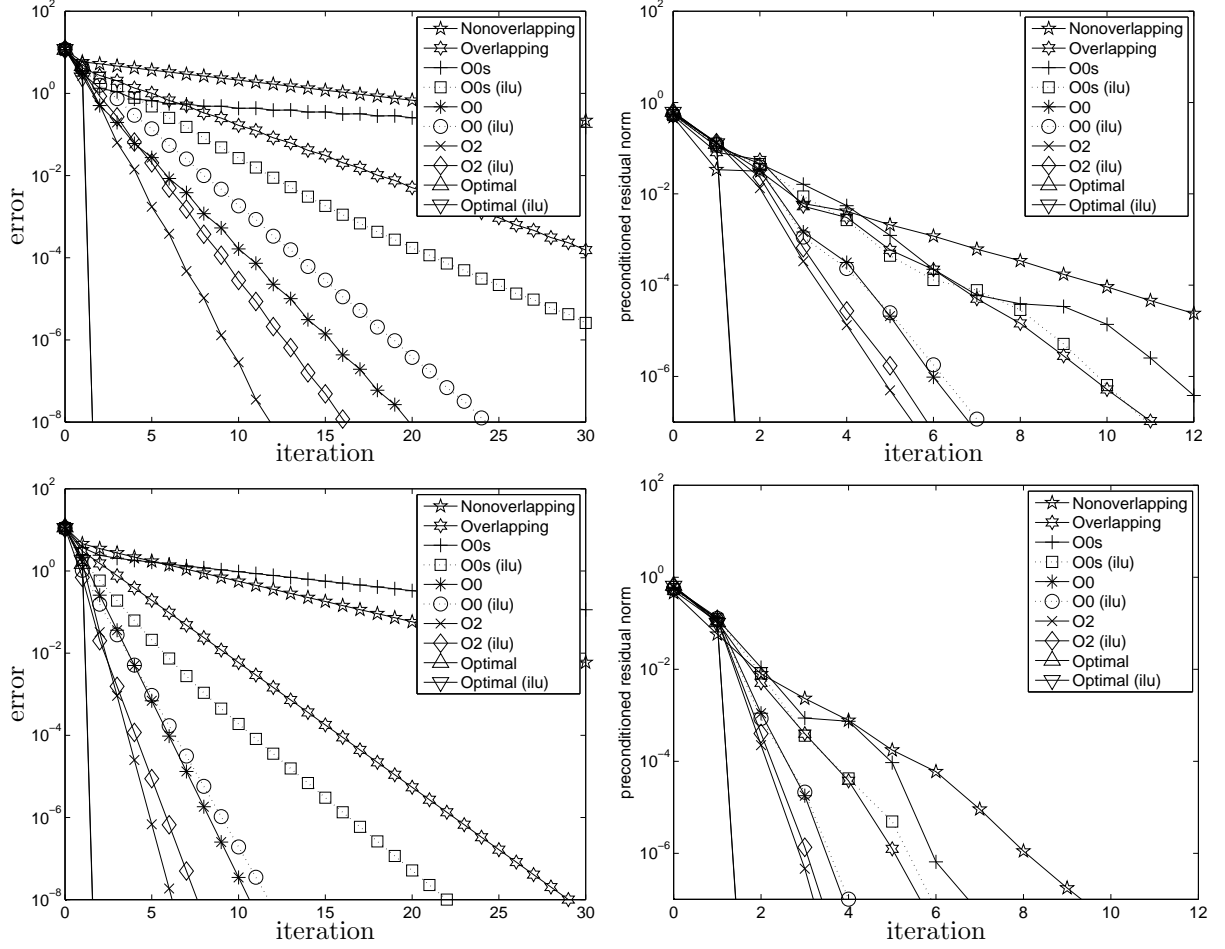 10^2
10^0
10^-2
10^-4
10^-6
10^-8
error
0 5 10 15 20 25 30
iteration
Nonoverlapping
Overlapping
O0s
O0s (ilu)
O0
O0 (ilu)
O2
O2 (ilu)
Optimal
Optimal (ilu)
10^2
10^0
10^-2
10^-4
10^-6
preconditioned residual norm
0 2 4 6 8 10 12
iteration
Nonoverlapping
Overlapping
O0s
O0s (ilu)
O0
O0 (ilu)
O2
O2 (ilu)
Optimal
Optimal (ilu)
10^2
10^0
10^-2
10^-4
10^-6
10^-8
error
0 5 10 15 20 25 30
iteration
Nonoverlapping
Overlapping
O0s
O0s (ilu)
O0
O0 (ilu)
O2
O2 (ilu)
Optimal
Optimal (ilu)
10^2
10^0
10^-2
10^-4
10^-6
preconditioned residual norm
0 2 4 6 8 10 12
iteration
Nonoverlapping
Overlapping
O0s
O0s (ilu)
O0
O0 (ilu)
O2
O2 (ilu)
Optimal
Optimal (ilu)